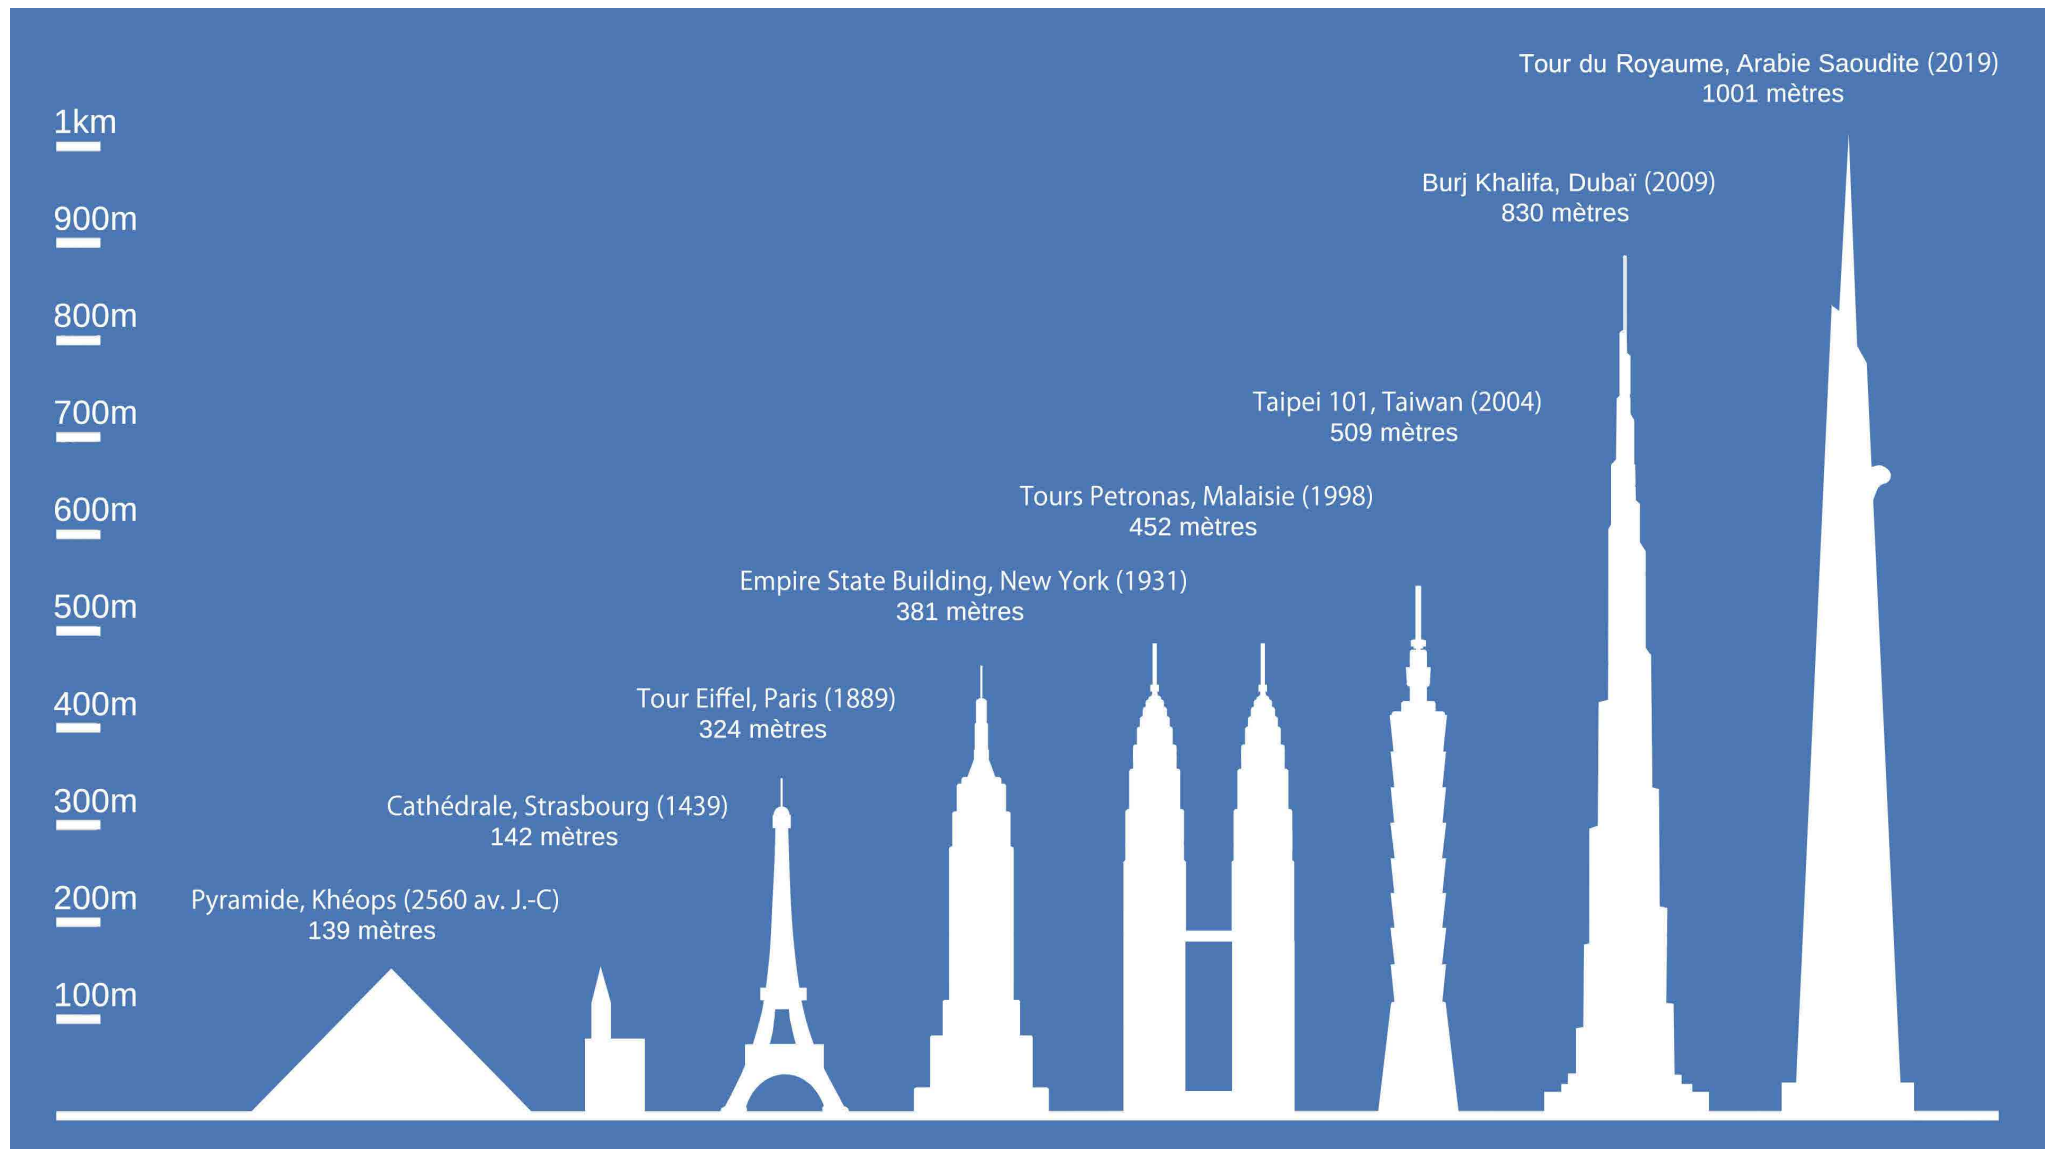 Tour du Royaume, Arabie Saoudite (2019)
1001 mètres
1km
Burj Khalifa, Dubaï (2009)
830 mètres
900m
800m
Taipei 101, Taiwan (2004)
509 mètres
700m
Tours Petronas, Malaisie (1998)
452 mètres
600m
Empire State Building, New York (1931)
381 mètres
500m
Tour Eiffel, Paris (1889)
324 mètres
400m
Cathédrale, Strasbourg (1439)
142 mètres
300m
Pyramide, Khéops (2560 av. J.-C)
139 mètres
200m
100m